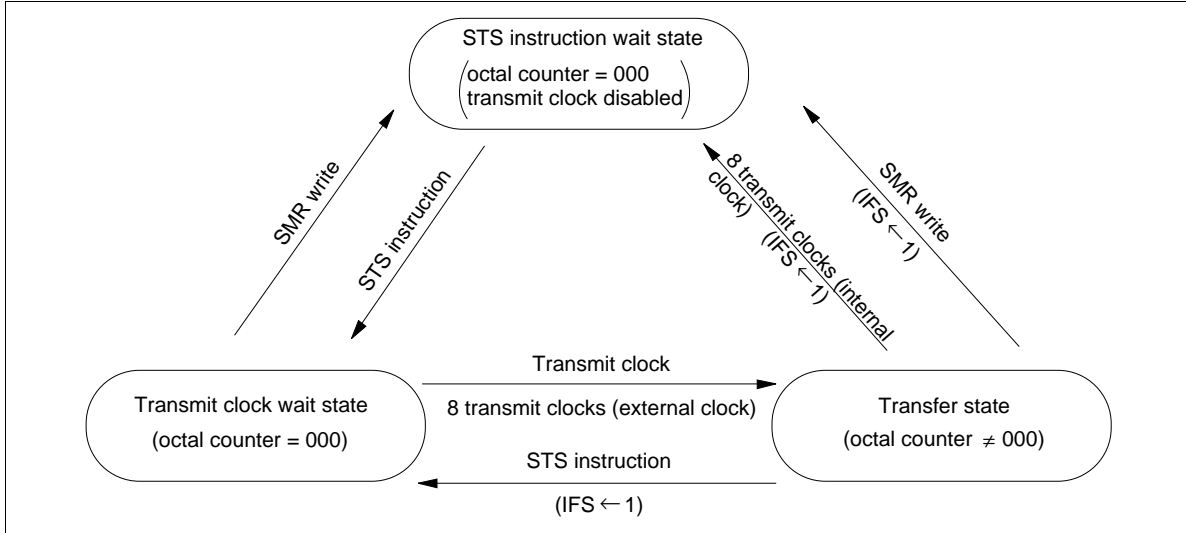 STS instruction wait state
octal counter = 000
transmit clock disabled
SMR write
STS instruction
8 transmit clocks (internal
clock)
(IFS ← 1)
SMR write
(IFS ← 1)
Transmit clock wait state
(octal counter = 000)
Transmit clock
8 transmit clocks (external clock)
STS instruction
(IFS ← 1)
Transfer state
(octal counter ≠ 000)